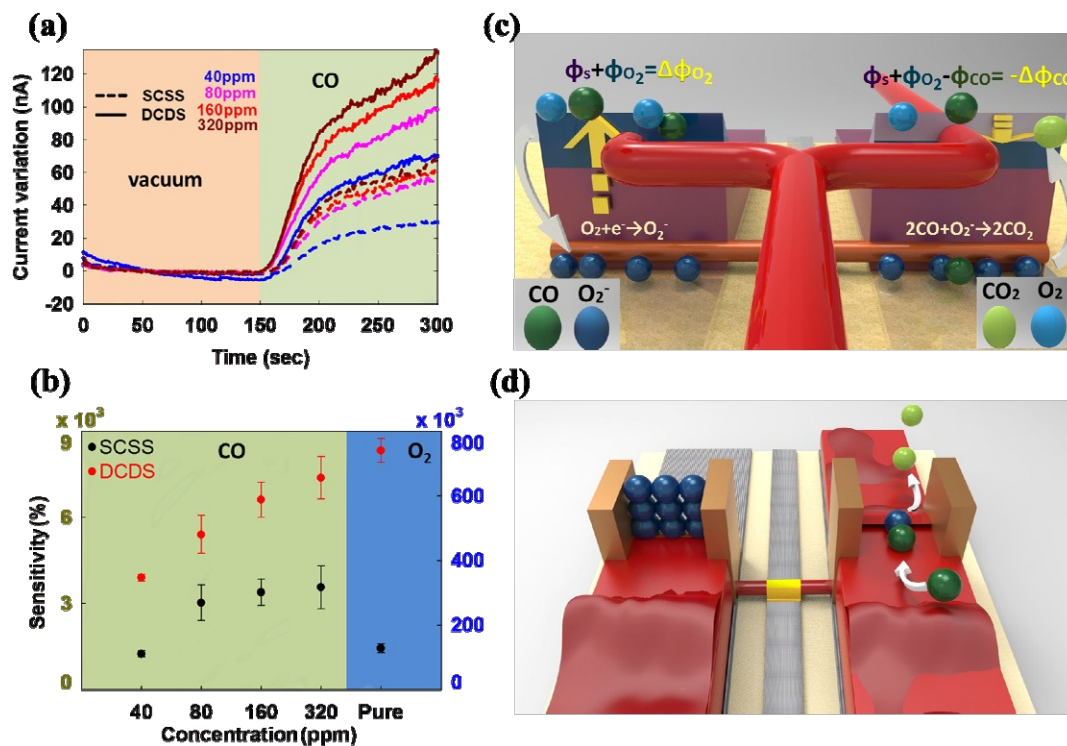 (a)
Current variation (nA)
120
100
80
60
40
20
0
-20
vacuum
CO
SCSS
DCDS
40ppm
80ppm
160ppm
320ppm
0
50
100
150
200
250
300
Time (sec)
(b)
x 10³
x 10³
Sensitivity (%)
9
6
3
0
SCSS
DCDS
CO
O₂
800
600
400
200
0
40
80
160
320
Pure
Concentration (ppm)
(c)
ϕs+ϕO₂=Δϕo₂
ϕs+ϕO₂-ϕCO= -ΔϕCO
O₂+e⁻→O₂⁻
2CO+O₂⁻→2CO₂
CO
O₂⁻
CO₂
O₂
(d)